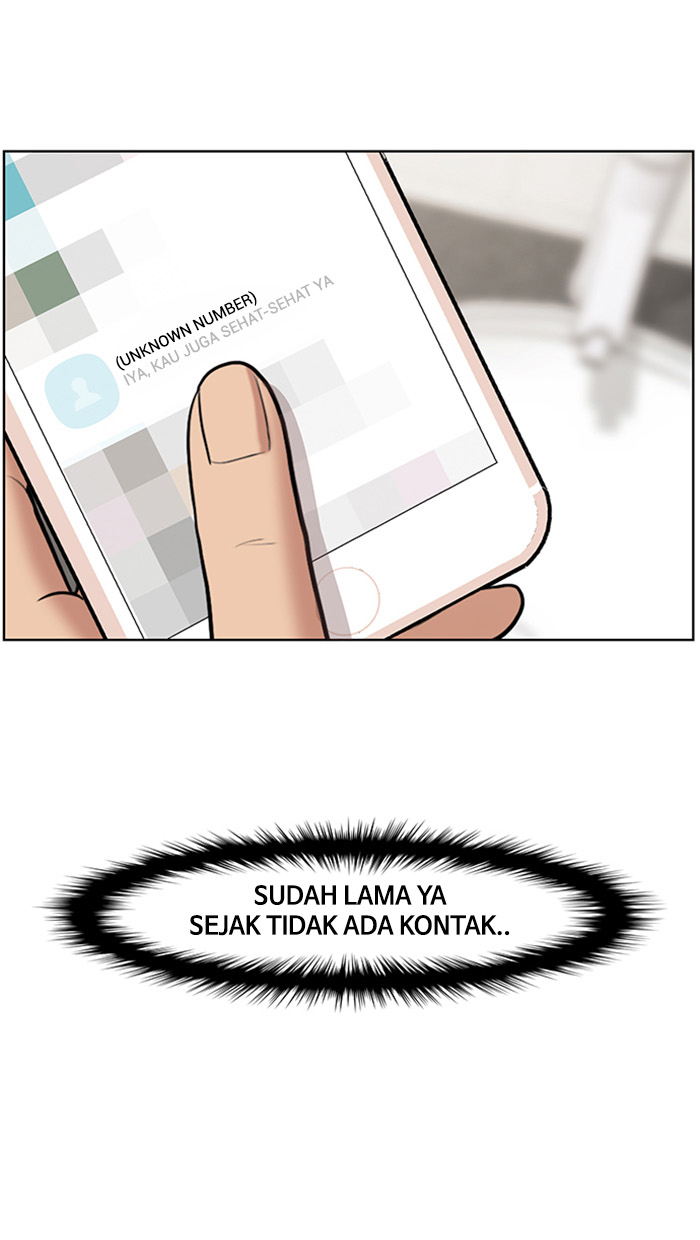 (UNKNOWN NUMBER)
IYA, KAU JUGA SEHAT-SEHAT YA
SUDAH LAMA YA
SEJAK TIDAK ADA KONTAK..